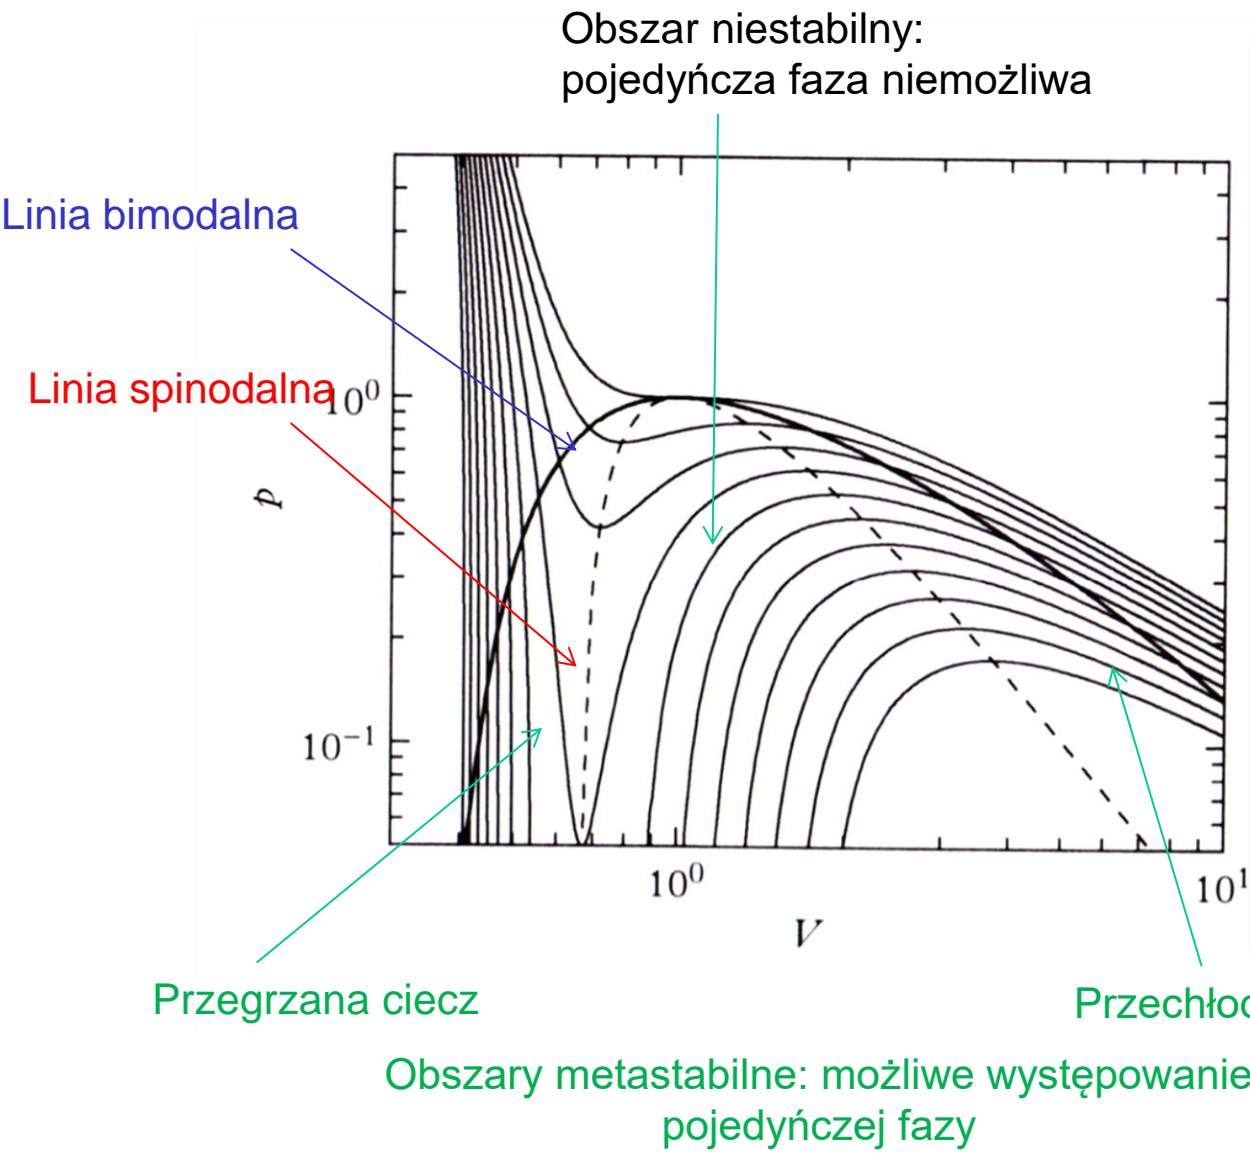 Obszar niestabilny:
pojedyńcza faza niemożliwa
Linia bimodalna
Linia spinodalna
10⁰
p
10⁻¹
10⁰
10¹
V
Przegrzana ciecz
Przechło
Obszary metastabilne: możliwe występowanie
pojedyńczej fazy